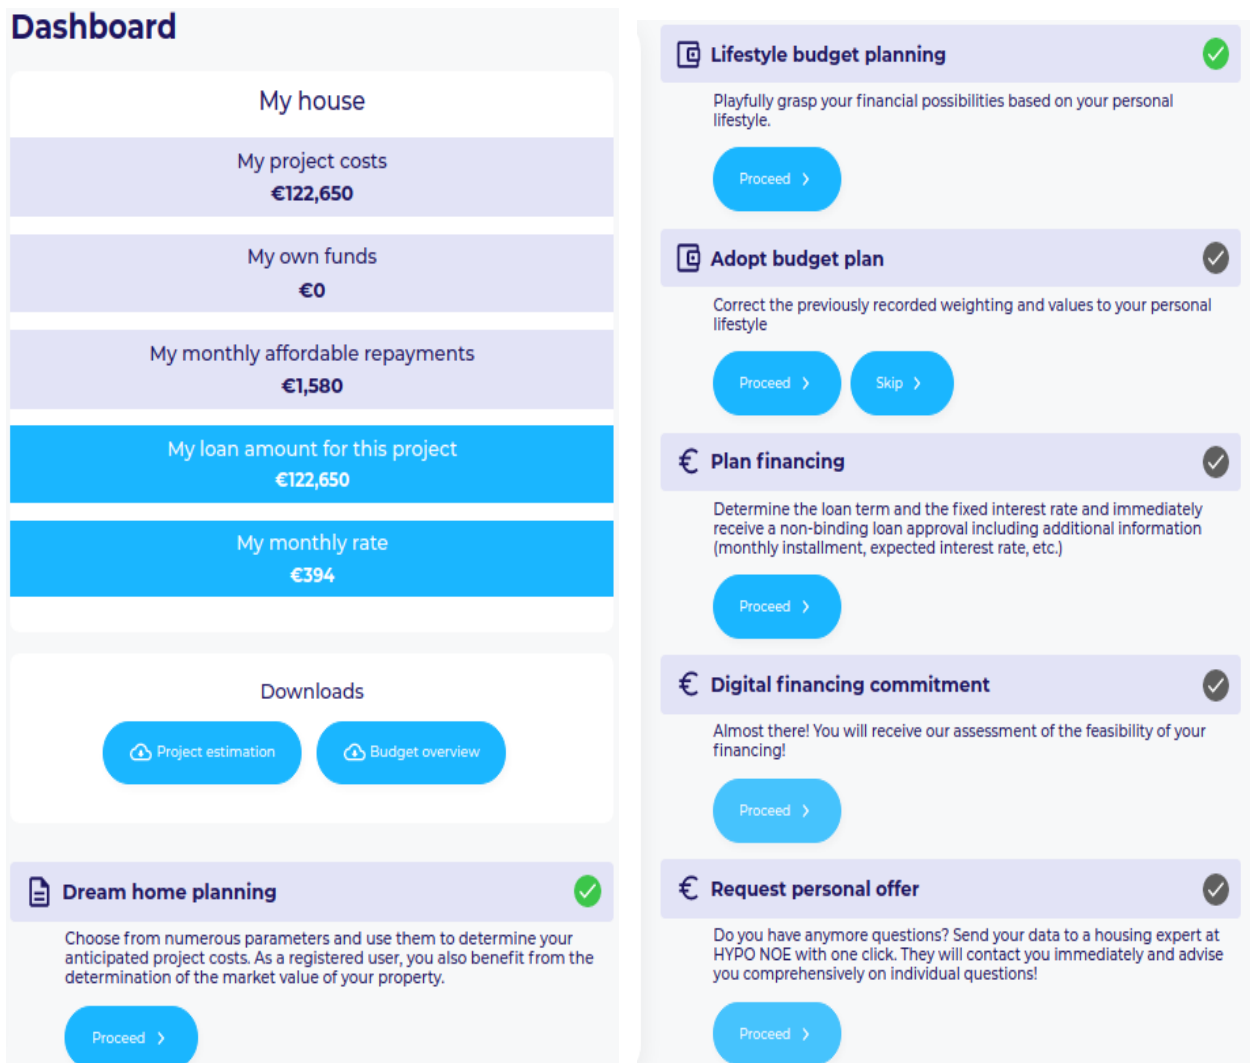 Dashboard
My house
My project costs
€122,650
My own funds
€0
My monthly affordable repayments
€1,580
My loan amount for this project
€122,650
My monthly rate
€394
Downloads
Project estimation
Budget overview
Dream home planning
Choose from numerous parameters and use them to determine your
anticipated project costs. As a registered user, you also benefit from the
determination of the market value of your property.
Proceed
Lifestyle budget planning
Playfully grasp your financial possibilities based on your personal
lifestyle.
Proceed
Adopt budget plan
Correct the previously recorded weighting and values to your personal
lifestyle
Proceed
Skip
€ Plan financing
Determine the loan term and the fixed interest rate and immediately
receive a non-binding loan approval including additional information
(monthly installment, expected interest rate, etc.)
Proceed
€ Digital financing commitment
Almost there! You will receive our assessment of the feasibility of your
financing!
Proceed
€ Request personal offer
Do you have anymore questions? Send your data to a housing expert at
HYPO NOE with one click. They will contact you immediately and advise
you comprehensively on individual questions!
Proceed